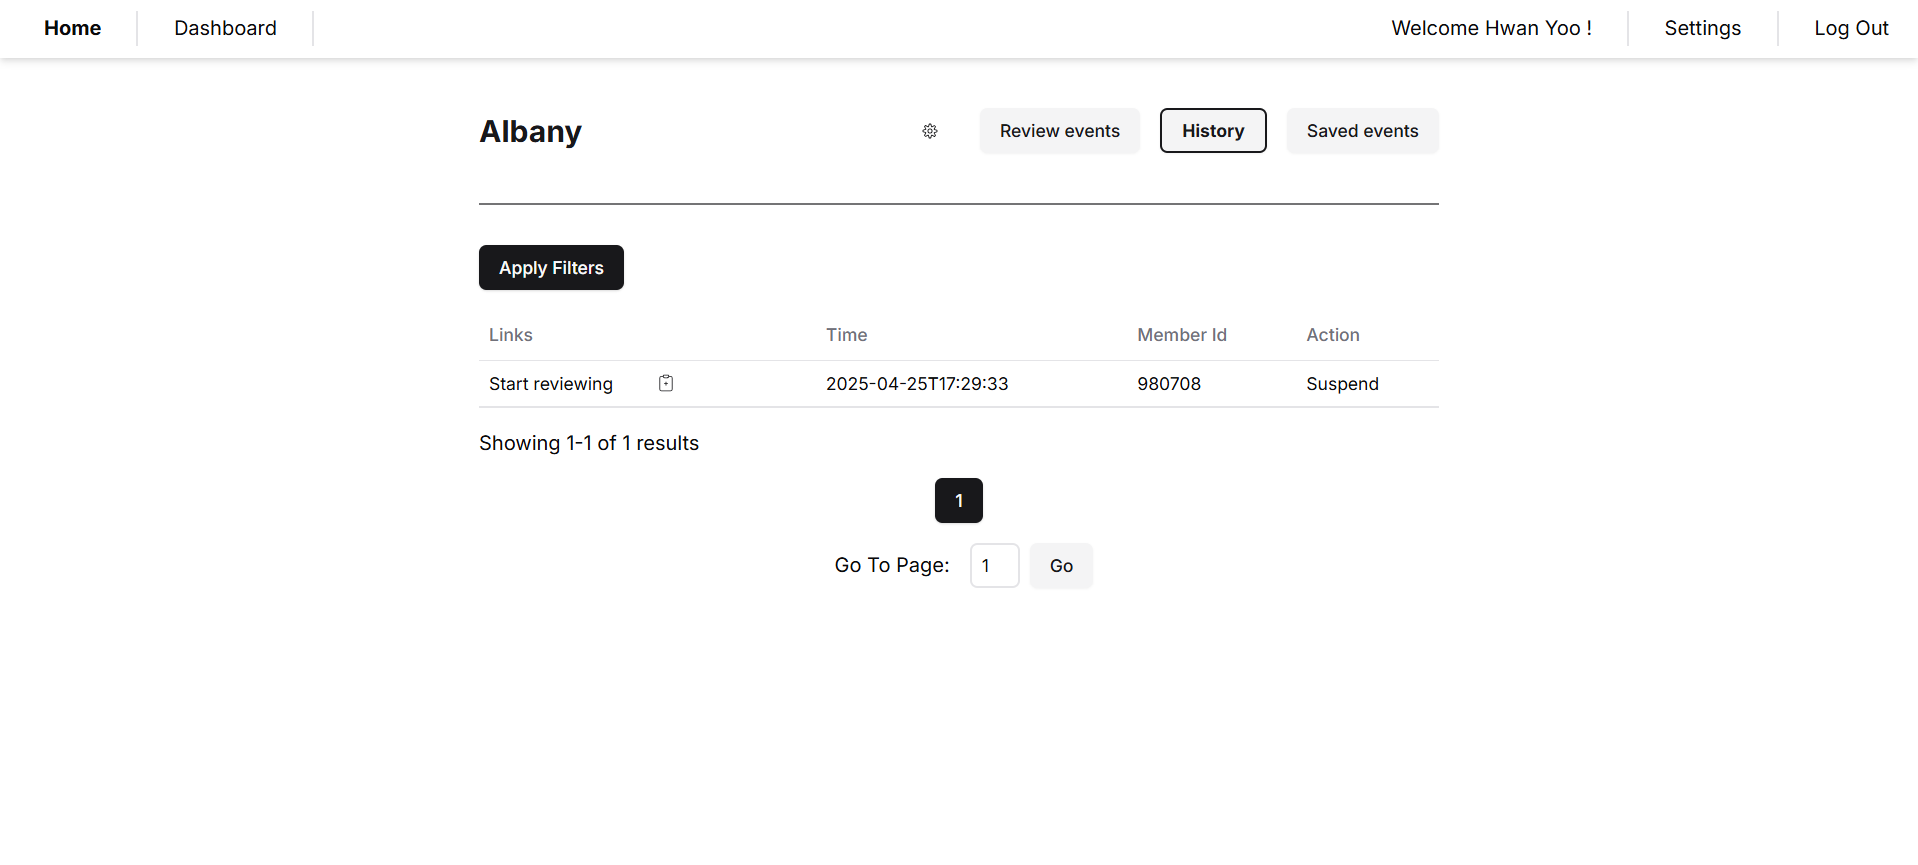 Home Dashboard Welcome Hwan Yoo ! Settings Log Out
Albany Review events History Saved events
Apply Filters
Links Time Member Id Action
Start reviewing 2025-04-25T17:29:33 980708 Suspend
Showing 1-1 of 1 results
1
Go To Page: 1 Go